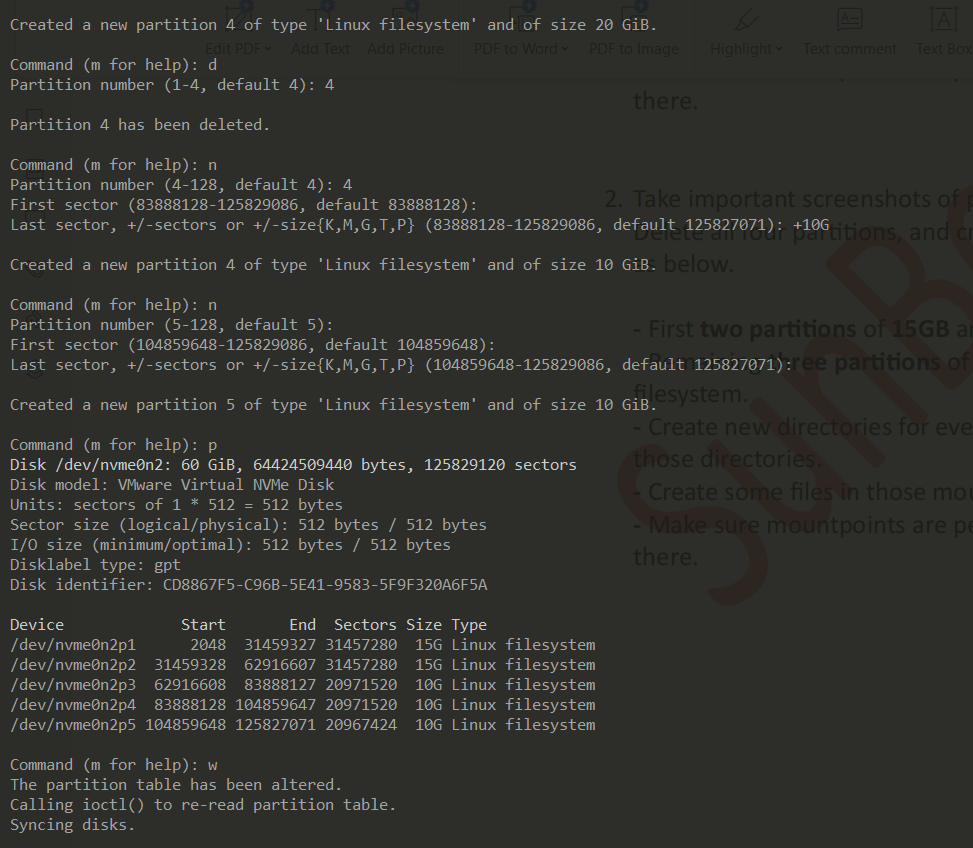 Created a new partition 4 of type 'Linux filesystem' and of size 20 GiB.
Edit PDF Add Text Add Picture PDF to Word PDF to Image Highlight Text comment Text Box
Command (m for help): d
Partition number (1-4, default 4): 4
there.
Partition 4 has been deleted.
Command (m for help): n
Partition number (4-128, default 4): 4
2. Take important screenshots of
First sector (83888128-125829086, default 83888128):
Last sector, +/-sectors or +/-size{K,M,G,T,P} (83888128-125829086, default 125827071): +10G
Delete all four partitions, and
Created a new partition 4 of type 'Linux filesystem' and of size 10 GiB.
as below.
Command (m for help): n
Partition number (5-128, default 5):
- First two partitions of 15GB
First sector (104859648-125829086, default 104859648):
Last sector, +/-sectors or +/-size{K,M,G,T,P} (104859648-125829086, default 125827071):
- Remaining three partitions of
filesystem.
Created a new partition 5 of type 'Linux filesystem' and of size 10 GiB.
- Create new directories for
Command (m for help): p
those directories.
Disk /dev/nvme0n2: 60 GiB, 64424509440 bytes, 125829120 sectors
Disk model: VMware Virtual NVMe Disk
- Create some files in those
Units: sectors of 1 * 512 = 512 bytes
Sector size (logical/physical): 512 bytes / 512 bytes
- Make sure mountpoints are
I/O size (minimum/optimal): 512 bytes / 512 bytes
there.
Disklabel type: gpt
Disk identifier: CD8867F5-C96B-5E41-9583-5F9F320A6F5A
Device Start End Sectors Size Type
/dev/nvme0n2p1 2048 31459327 31457280 15G Linux filesystem
/dev/nvme0n2p2 31459328 62916607 31457280 15G Linux filesystem
/dev/nvme0n2p3 62916608 83888127 20971520 10G Linux filesystem
/dev/nvme0n2p4 83888128 104859647 20971520 10G Linux filesystem
/dev/nvme0n2p5 104859648 125827071 20967424 10G Linux filesystem
Command (m for help): w
The partition table has been altered.
Calling ioctl() to re-read partition table.
Syncing disks.